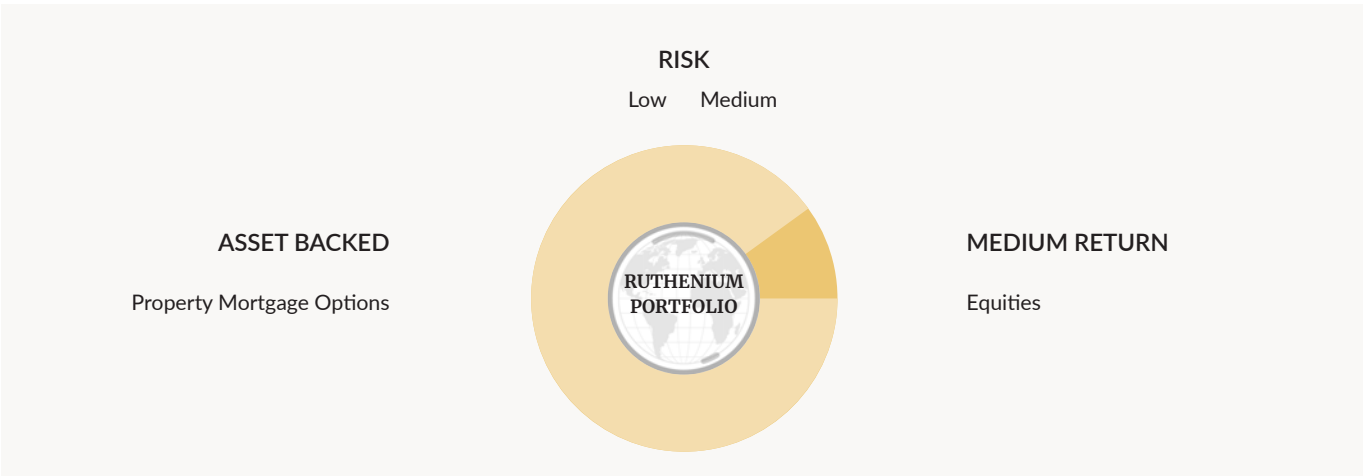 RISK
Low Medium
ASSET BACKED
Property Mortgage Options
RUTHENIUM
PORTFOLIO
MEDIUM RETURN
Equities